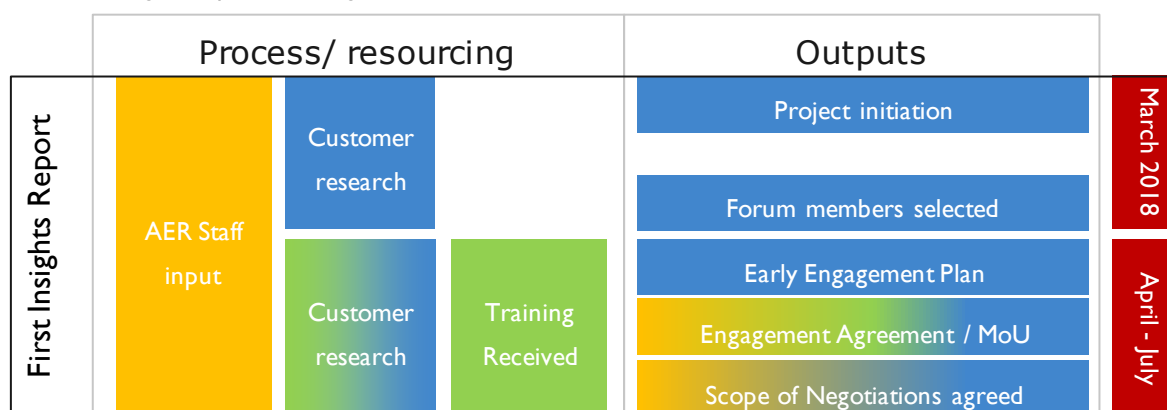 Process/ resourcing
Outputs
First Insights Report
AER Staff
input
Customer
research
Customer
research
Training
Received
Project initiation
Forum members selected
Early Engagement Plan
Engagement Agreement / MoU
Scope of Negotiations agreed
March 2018
April - July